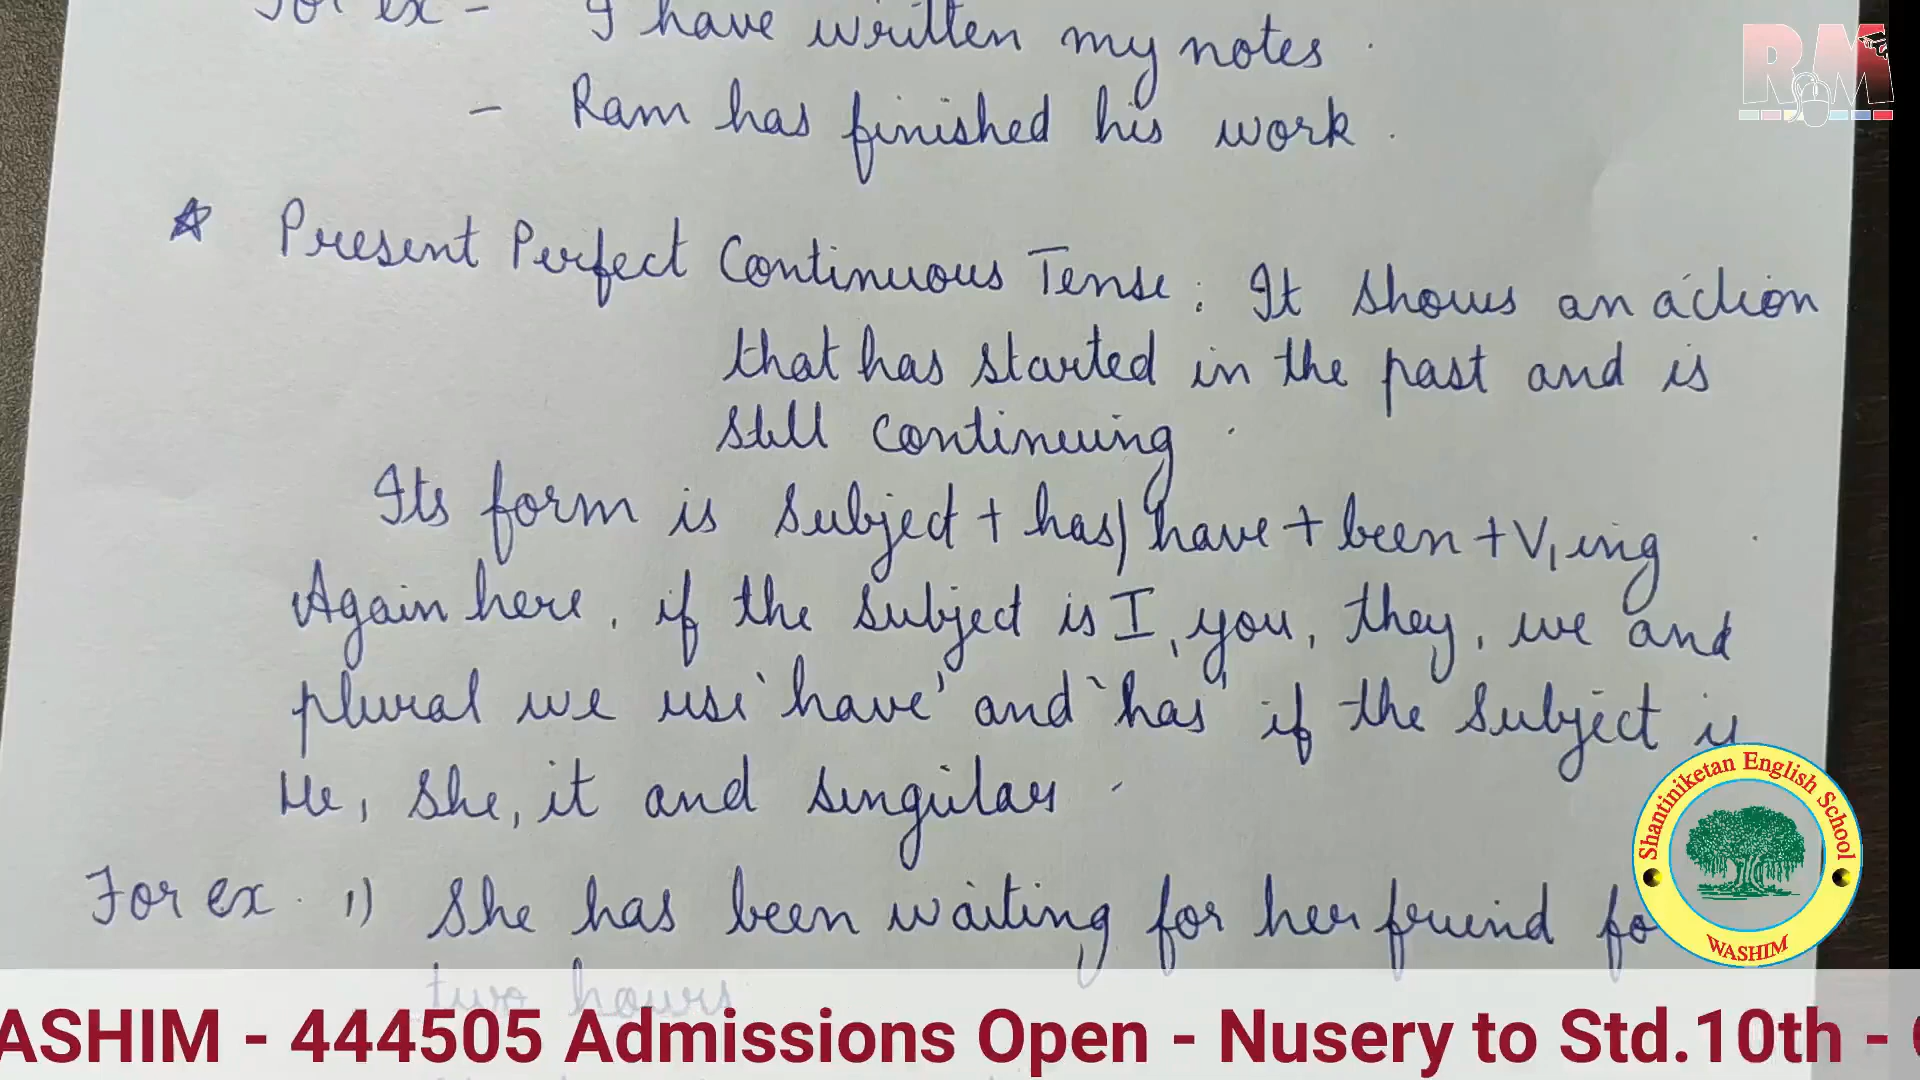 For ex - I have written my notes.
- Ram has finished his work.
Present Perfect Continuous Tense : It shows an action
that has started in the past and is
still continuing.
Its form is Subject + has/have + been + V1 ing
Again here, if the subject is I, you, they, we and
plural we use 'have' and 'has' if the subject is
He, She, it and singular.
For ex. 1) She has been waiting for her friend
two hours
RM
Shantiniketan English School
WASHIM
ASHIM - 444505 Admissions Open - Nusery to Std.10th -